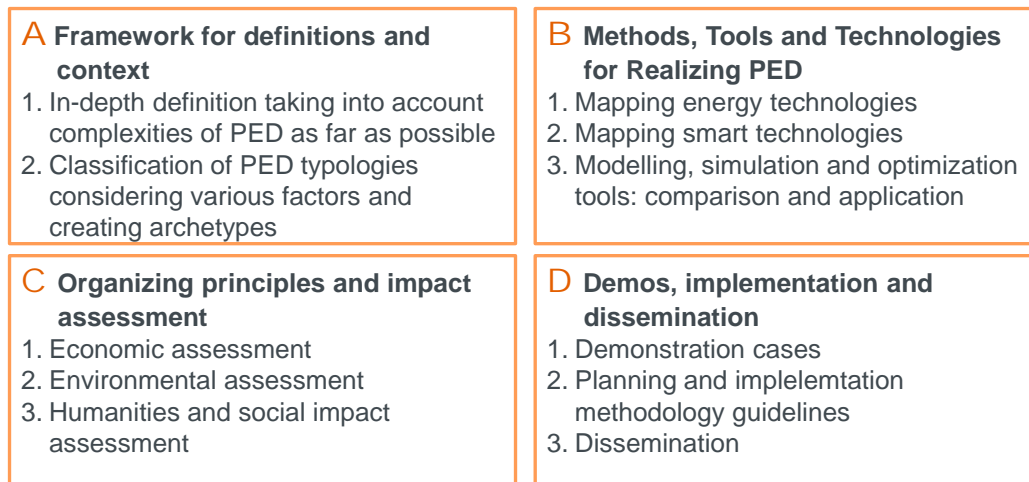 A Framework for definitions and
context
1. In-depth definition taking into account
complexities of PED as far as possible
2. Classification of PED typologies
considering various factors and
creating archetypes
B Methods, Tools and Technologies
for Realizing PED
1. Mapping energy technologies
2. Mapping smart technologies
3. Modelling, simulation and optimization
tools: comparison and application
C Organizing principles and impact
assessment
1. Economic assessment
2. Environmental assessment
3. Humanities and social impact
assessment
D Demos, implementation and
dissemination
1. Demonstration cases
2. Planning and implelemtation
methodology guidelines
3. Dissemination